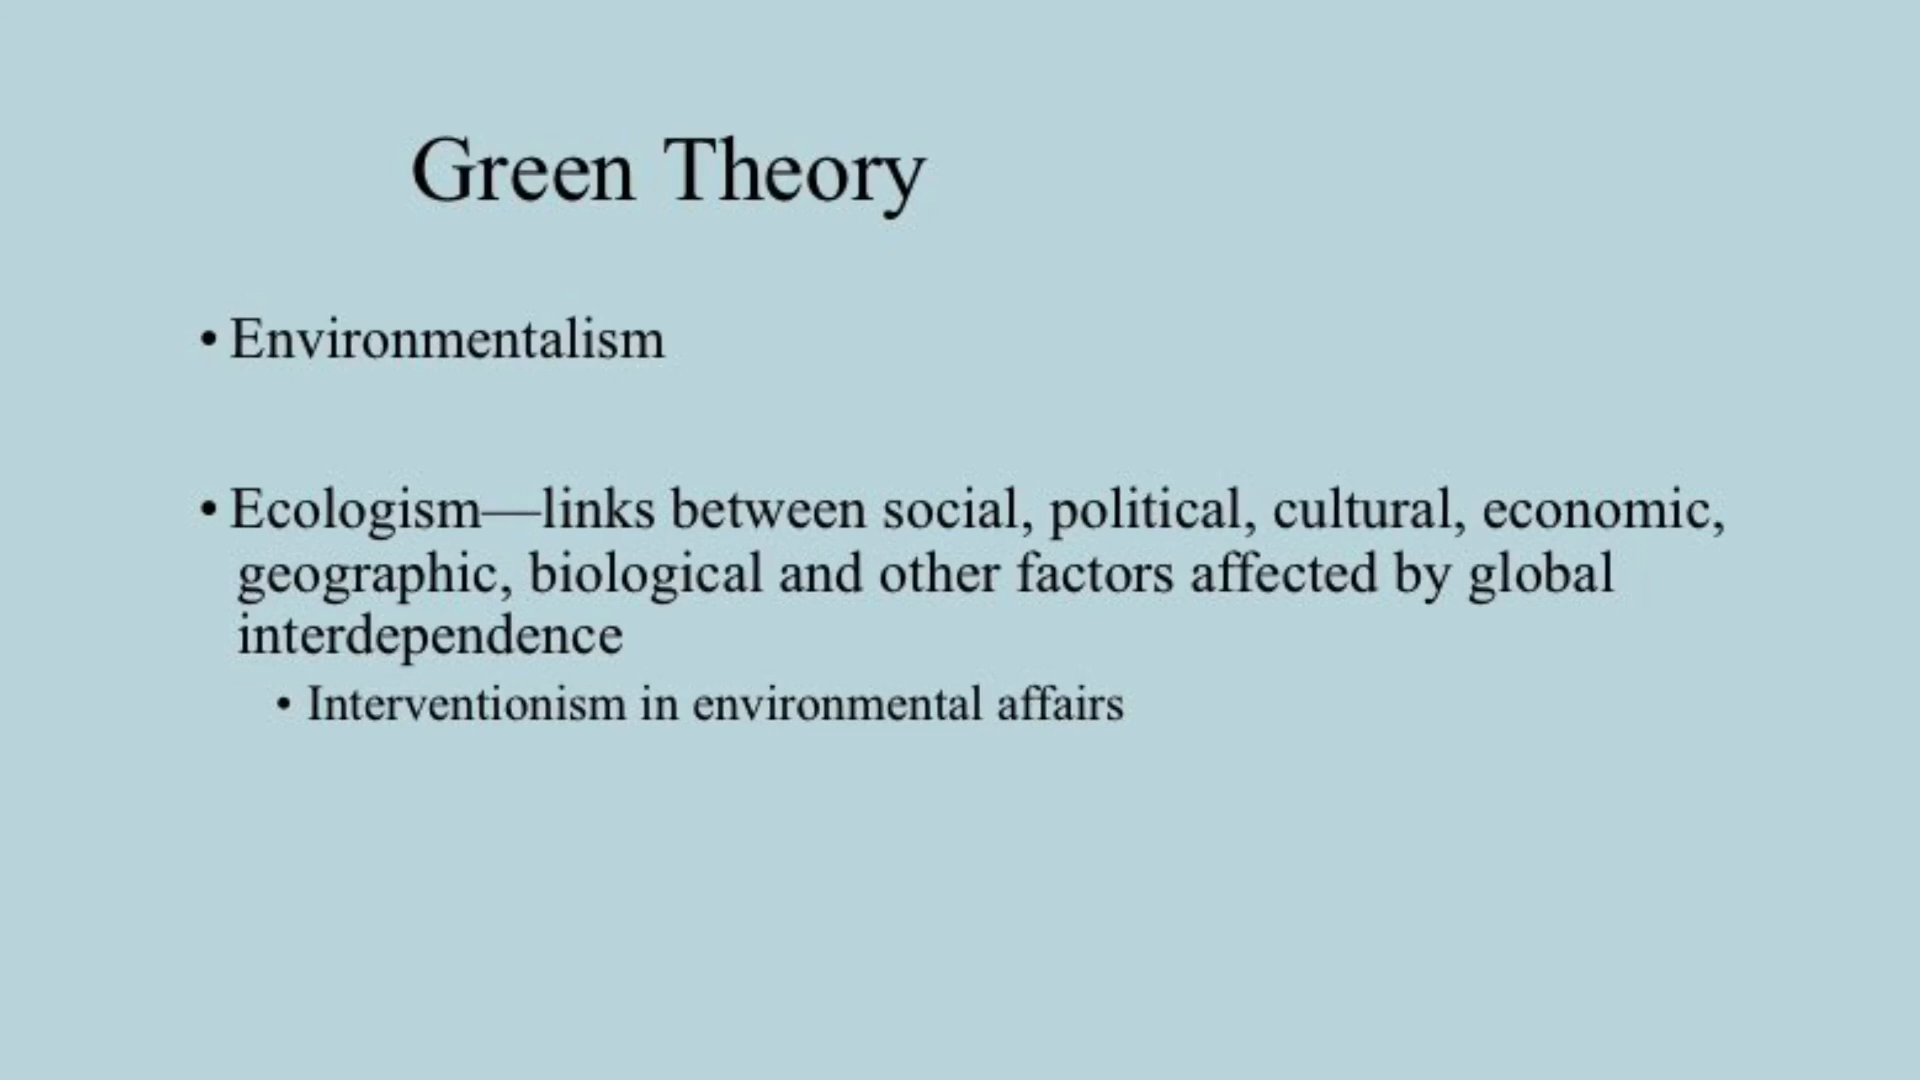 Green Theory
• Environmentalism
• Ecologism—links between social, political, cultural, economic,
geographic, biological and other factors affected by global
interdependence
• Interventionism in environmental affairs